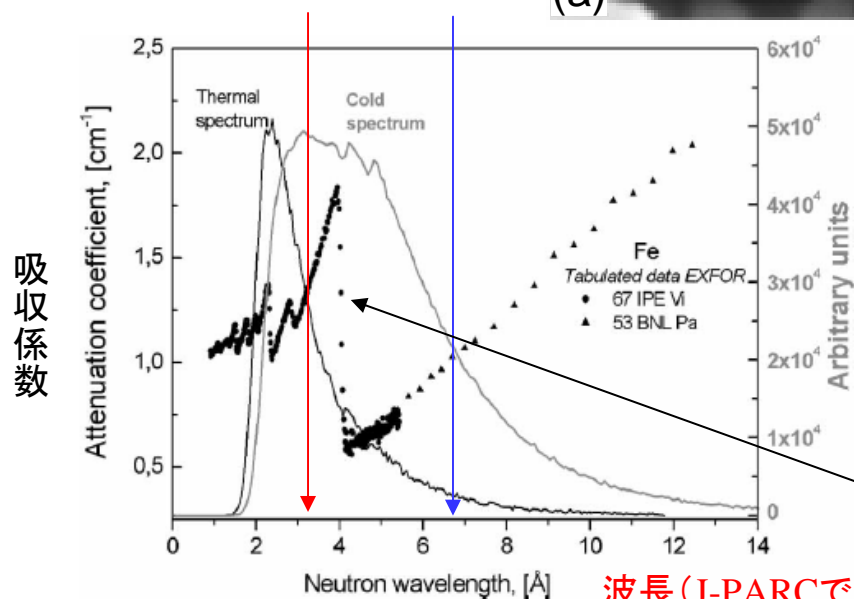 (a)
2,5
2,0
1,5
1,0
0,5
Attenuation coefficient, [cm⁻¹]
吸収係数
Thermal
spectrum
Cold
spectrum
Fe
Tabulated data EXFOR
● 67 IPE Vi
▲ 53 BNL Pa
6x10⁴
5x10⁴
4x10⁴
3x10⁴
2x10⁴
1x10⁴
0
Arbitrary units
0 2 4 6 8 10 12 14
Neutron wavelength, [Å]
波長(J-PARCで